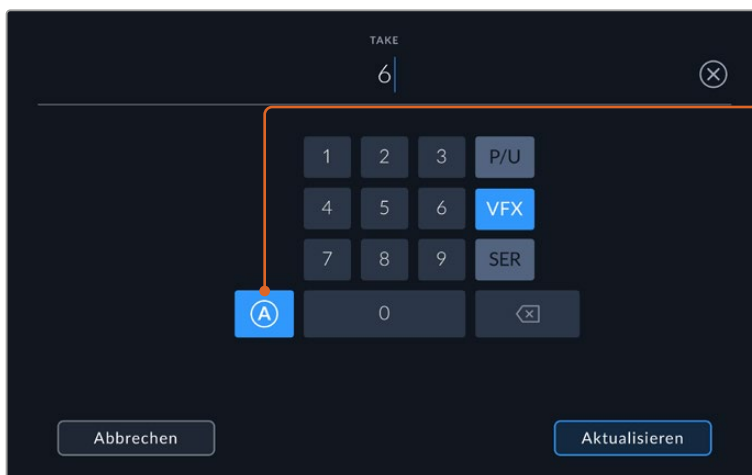 TAKE
6
1 2 3 P/U
4 5 6 VFX
7 8 9 SER
A 0
Abbrechen Aktualisieren